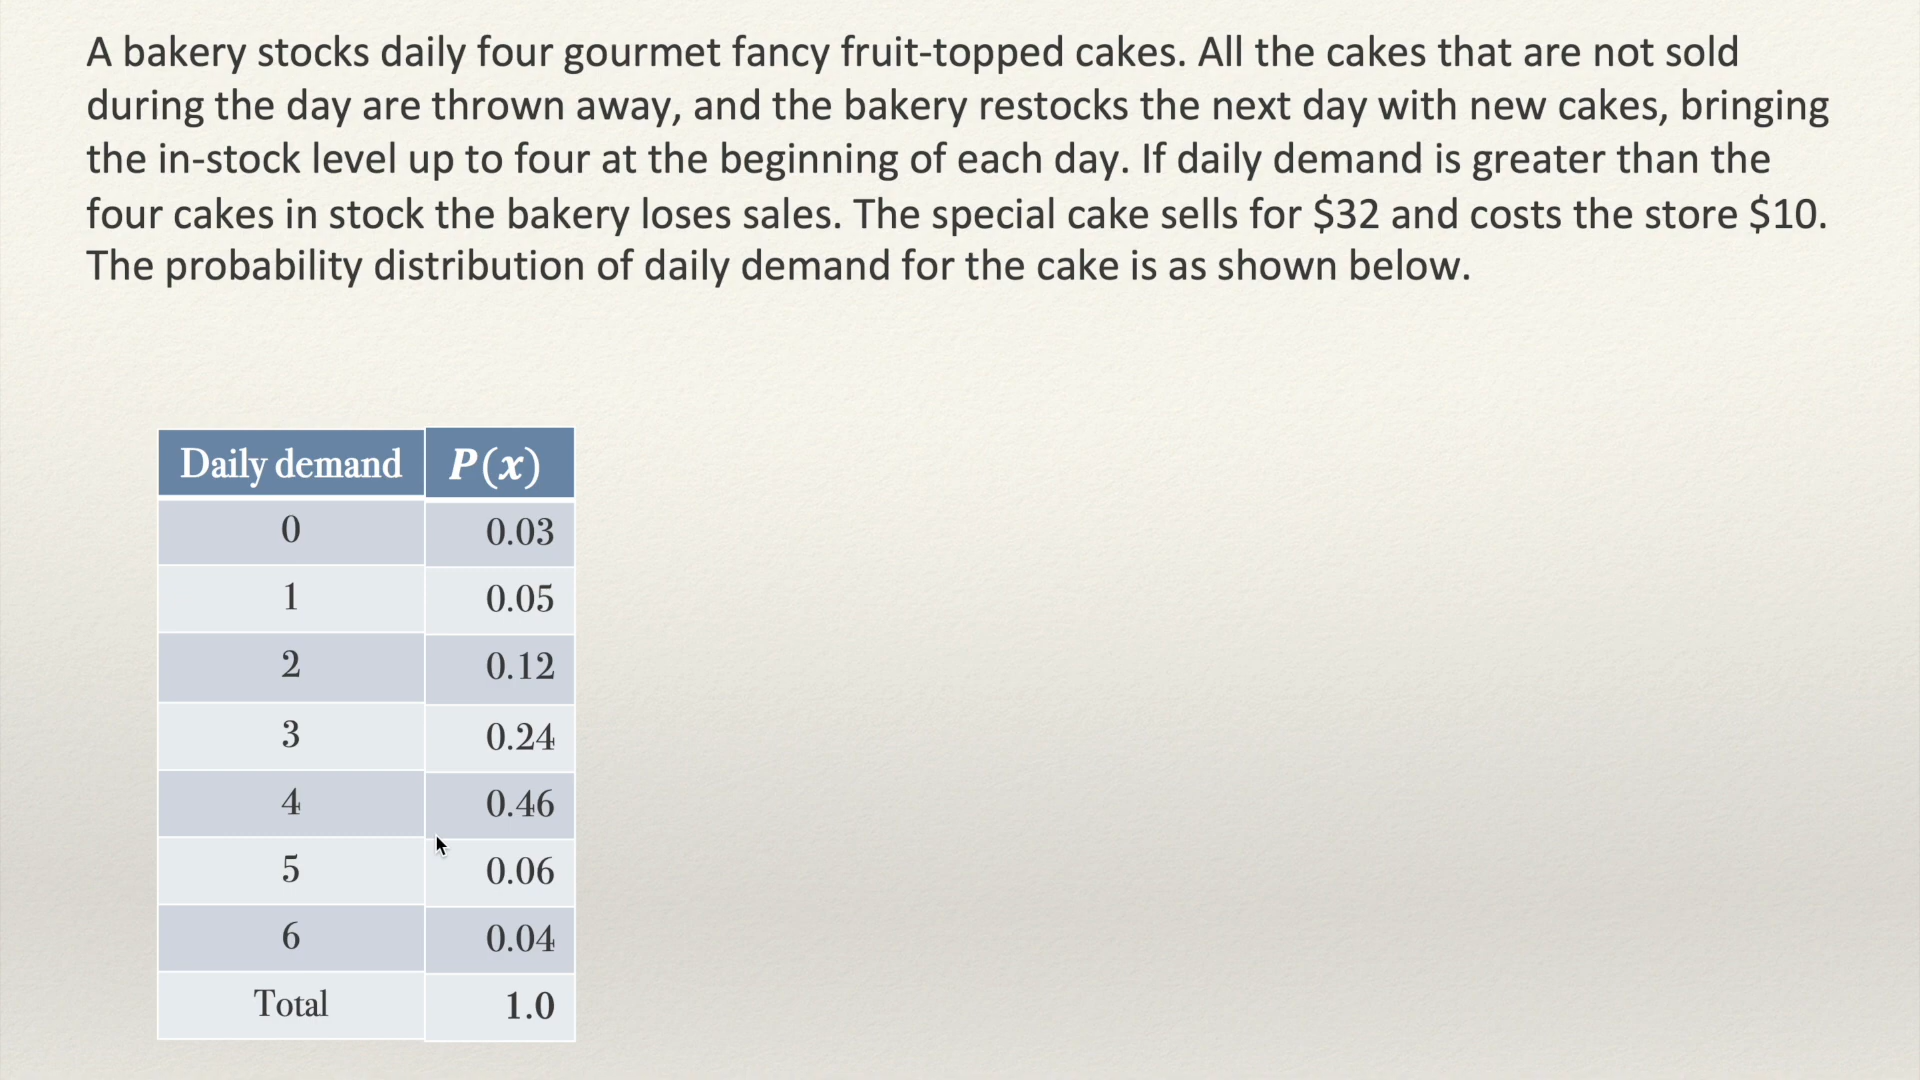 A bakery stocks daily four gourmet fancy fruit-topped cakes. All the cakes that are not sold
during the day are thrown away, and the bakery restocks the next day with new cakes, bringing
the in-stock level up to four at the beginning of each day. If daily demand is greater than the
four cakes in stock the bakery loses sales. The special cake sells for $32 and costs the store $10.
The probability distribution of daily demand for the cake is as shown below.
Daily demand P(x)
0 0.03
1 0.05
2 0.12
3 0.24
4 0.46
5 0.06
6 0.04
Total 1.0